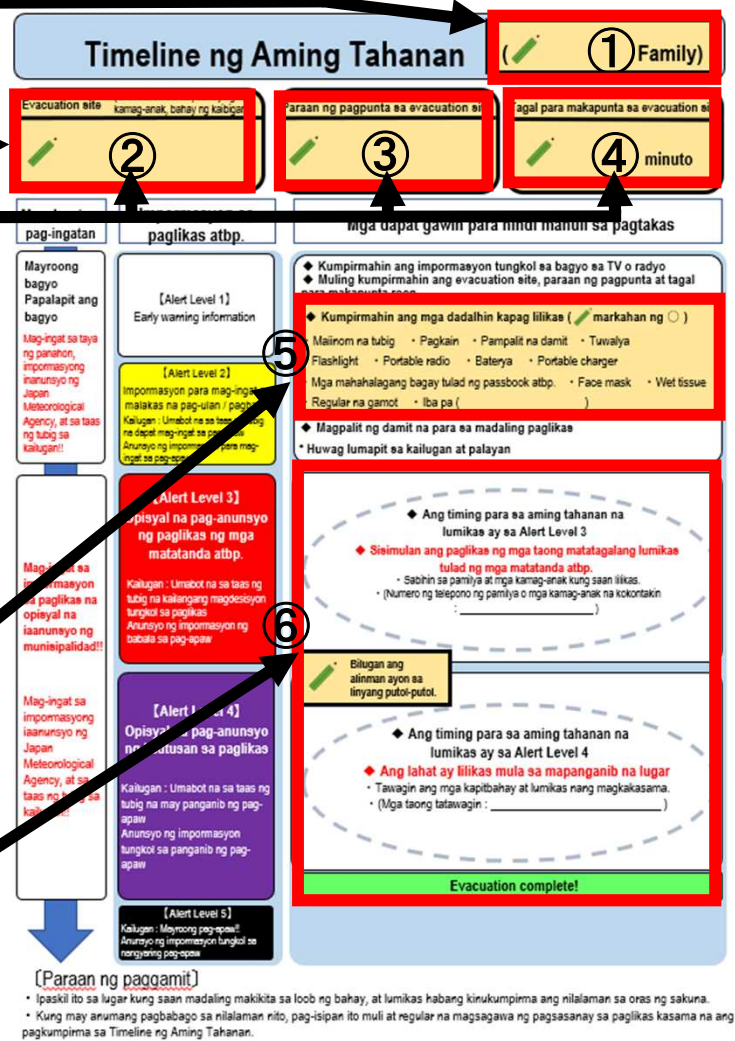 Timeline ng Aming Tahanan
( ① Family)
Evacuation site
kamag-anak, bahay ng kaibigan
②
Paraan ng pagpunta sa evacuation
③
Tagal para makapunta sa evacuation
④ minuto
pag-ingatan
paglikas atbp.
Mga dapat gawin para hindi mahuli sa pagtakas
Mayroong
bagyo
Papalapit ang
bagyo
Mag-ingat sa taya
ng panahon,
impormasyong
inanunsyo ng
Japan
Meteorological
Agency, at sa taas
ng tubig sa
kailugan!!
【Alert Level 1】
Early warning information
【Alert Level 2】
Impormasyon para mag-ingat
malakas na pag-ulan /
Kailugan : Umabot na sa taas
na dapat mag-ingat sa
Anunsyo ng para mag-
ingat sa pag-apaw
◆ Kumpirmahin ang impormasyon tungkol sa bagyo sa TV o radyo
◆ Muling kumpirmahin ang evacuation site, paraan ng pagpunta at tagal
para makapunta roon
⑤
◆ Kumpirmahin ang mga dadalhin kapag lilikas ( markahan ng ○ )
・Maiinom na tubig ・Pagkain ・Pampalit na damit ・Tuwalya
・Flashlight ・Portable radio ・Baterya ・Portable charger
・Mga mahahalagang bagay tulad ng passbook atbp. ・Face mask ・Wet tissue
・Regular na gamot ・Iba pa ( )
◆ Magpalit ng damit na para sa madaling paglikas
* Huwag lumapit sa kailugan at palayan
Mag-ingat sa
impormasyon
sa paglikas na
opisyal na
iaanunsyo ng
munisipalidad!!
Mag-ingat sa
impormasyong
iaanunsyo ng
Japan
Meteorological
Agency, at sa
taas ng tubig sa
kailugan!!
【Alert Level 3】
Opisyal na pag-anunsyo
ng paglikas ng mga
matatanda atbp.
Kailugan : Umabot na sa taas ng
tubig na kailangang magdesisyon
tungkol sa paglikas
Anunsyo ng impormasyon ng
babala sa pag-apaw
⑥
◆ Ang timing para sa aming tahanan na
lumikas ay sa Alert Level 3
◆ Sisimulan ang paglikas ng mga taong matatagalang lumikas
tulad ng mga matatanda atbp.
・Sabihin sa pamilya at mga kamag-anak kung saan lilikas.
・(Numero ng telepono ng pamilya o mga kamag-anak na kokontakin
: ______________________ )
Bilugan ang
alinman ayon sa
linyang putol-putol.
【Alert Level 4】
Opisyal na pag-anunsyo
ng kautusan sa paglikas
Kailugan : Umabot na sa taas ng
tubig na may panganib ng pag-
apaw
Anunsyo ng impormasyon
tungkol sa panganib ng pag-
apaw
◆ Ang timing para sa aming tahanan na
lumikas ay sa Alert Level 4
◆ Ang lahat ay lilikas mula sa mapanganib na lugar
・Tawagin ang mga kapitbahay at lumikas nang magkakasama.
・(Mga taong tatawagin : ______________________ )
Evacuation complete!
【Alert Level 5】
Kailugan : Mayroong pag-apaw!!
Anunsyo ng impormasyon tungkol sa
nangyaring pag-apaw
〔Paraan ng paggamit〕
・Ipaskil ito sa lugar kung saan madaling makikita sa loob ng bahay, at lumikas habang kinukumpirma ang nilalaman sa oras ng sakuna.
・Kung may anumang pagbabago sa nilalaman nito, pag-isipan ito muli at regular na magsagawa ng pagsasanay sa paglikas kasama na ang
pagkumpirma sa Timeline ng Aming Tahanan.